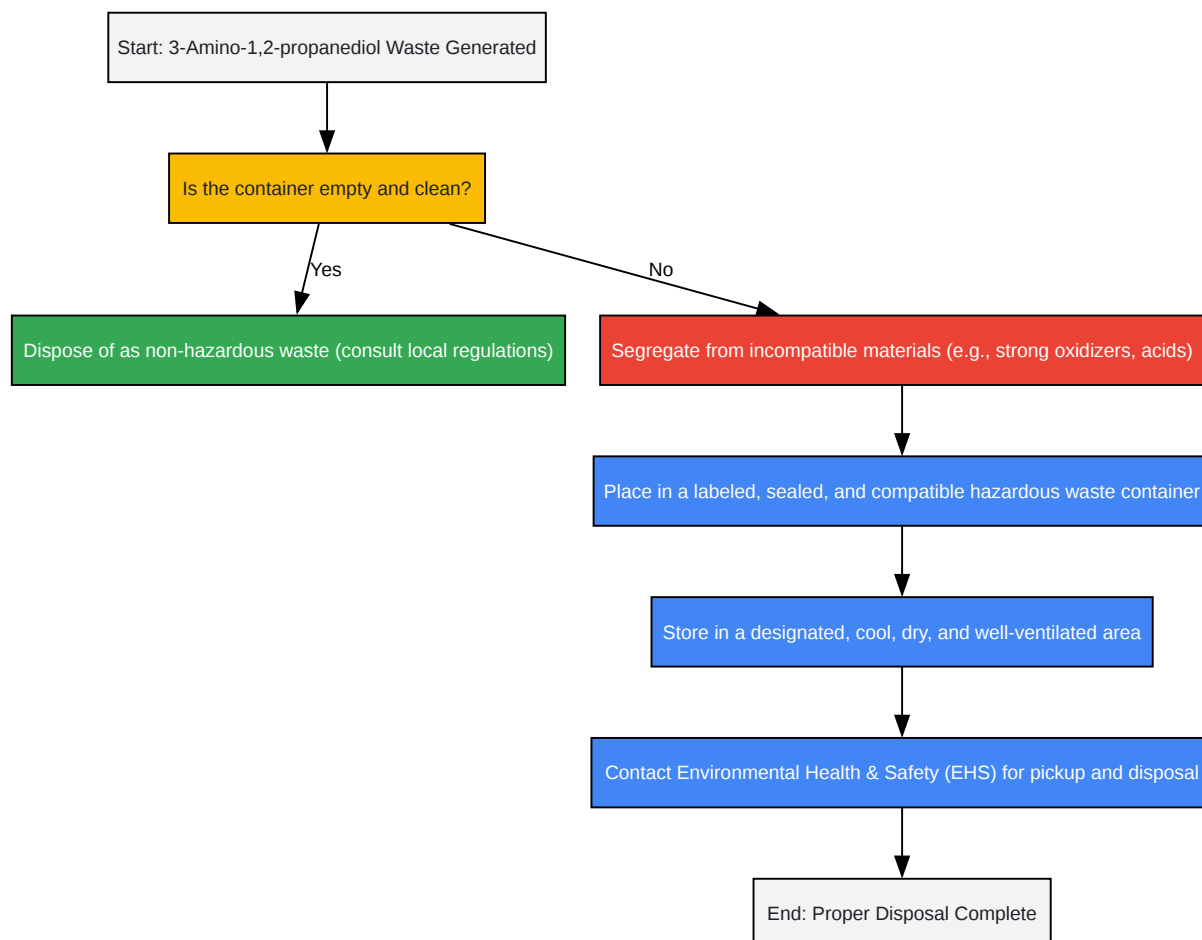 Start: 3-Amino-1,2-propanediol Waste Generated
Is the container empty and clean?
Yes
No
Dispose of as non-hazardous waste (consult local regulations)
Segregate from incompatible materials (e.g., strong oxidizers, acids)
Place in a labeled, sealed, and compatible hazardous waste container
Store in a designated, cool, dry, and well-ventilated area
Contact Environmental Health & Safety (EHS) for pickup and disposal
End: Proper Disposal Complete